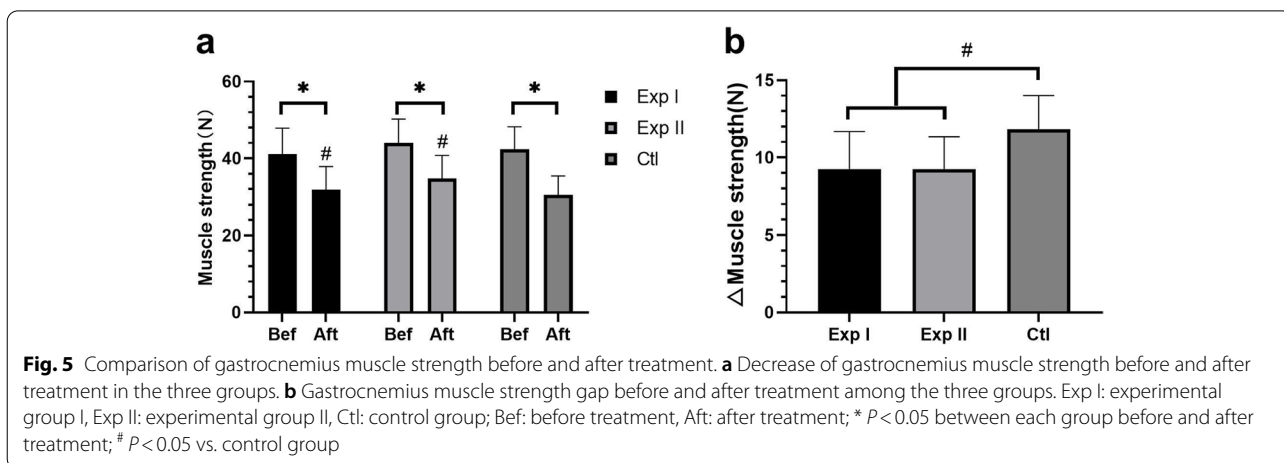 a
b
Muscle strength(N)
60
40
20
0
*
*
*
#
#
Bef Aft Bef Aft Bef Aft
Exp I
Exp II
Ctl
△Muscle strength(N)
15
10
5
0
#
Exp I Exp II Ctl
Fig. 5 Comparison of gastrocnemius muscle strength before and after treatment. a Decrease of gastrocnemius muscle strength before and after
treatment in the three groups. b Gastrocnemius muscle strength gap before and after treatment among the three groups. Exp I: experimental
group I, Exp II: experimental group II, Ctl: control group; Bef: before treatment, Aft: after treatment; * P < 0.05 between each group before and after
treatment; # P < 0.05 vs. control group